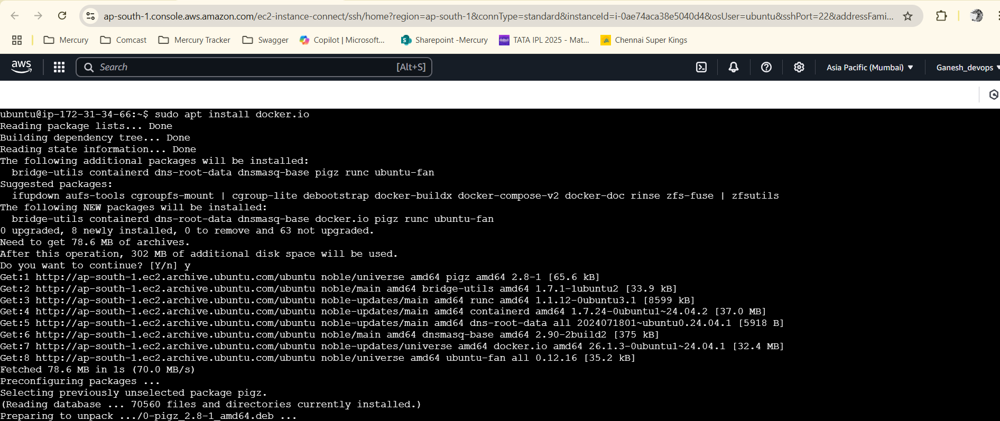 ap-south-1.console.aws.amazon.com/ec2-instance-connect/ssh/home?region=ap-south-1&connType=standard&instanceId=i-0ae74aca38e5040d4&osUser=ubuntu&sshPort=22&addressFami...
Mercury Comcast Mercury Tracker Swagger Copilot | Microsoft... Sharepoint -Mercury TATA IPL 2025 - Mat... Chennai Super Kings
aws Search [Alt+S] Asia Pacific (Mumbai) Ganesh_devops
ubuntu@ip-172-31-34-66:~$ sudo apt install docker.io
Reading package lists... Done
Building dependency tree... Done
Reading state information... Done
The following additional packages will be installed:
  bridge-utils containerd dns-root-data dnsmasq-base pigz runc ubuntu-fan
Suggested packages:
  ifupdown aufs-tools cgroupfs-mount | cgroup-lite debootstrap docker-buildx docker-compose-v2 docker-doc rinse zfs-fuse | zfsutils
The following NEW packages will be installed:
  bridge-utils containerd dns-root-data dnsmasq-base docker.io pigz runc ubuntu-fan
0 upgraded, 8 newly installed, 0 to remove and 63 not upgraded.
Need to get 78.6 MB of archives.
After this operation, 302 MB of additional disk space will be used.
Do you want to continue? [Y/n] y
Get:1 http://ap-south-1.ec2.archive.ubuntu.com/ubuntu noble/universe amd64 pigz amd64 2.8-1 [65.6 kB]
Get:2 http://ap-south-1.ec2.archive.ubuntu.com/ubuntu noble/main amd64 bridge-utils amd64 1.7.1-1ubuntu2 [33.9 kB]
Get:3 http://ap-south-1.ec2.archive.ubuntu.com/ubuntu noble-updates/main amd64 runc amd64 1.1.12-0ubuntu3.1 [8599 kB]
Get:4 http://ap-south-1.ec2.archive.ubuntu.com/ubuntu noble-updates/main amd64 containerd amd64 1.7.24-0ubuntu1~24.04.2 [37.0 MB]
Get:5 http://ap-south-1.ec2.archive.ubuntu.com/ubuntu noble-updates/main amd64 dns-root-data all 2024071801~ubuntu0.24.04.1 [5918 B]
Get:6 http://ap-south-1.ec2.archive.ubuntu.com/ubuntu noble/main amd64 dnsmasq-base amd64 2.90-2build2 [375 kB]
Get:7 http://ap-south-1.ec2.archive.ubuntu.com/ubuntu noble-updates/universe amd64 docker.io amd64 26.1.3-0ubuntu1~24.04.1 [32.4 MB]
Get:8 http://ap-south-1.ec2.archive.ubuntu.com/ubuntu noble/universe amd64 ubuntu-fan all 0.12.16 [35.2 kB]
Fetched 78.6 MB in 1s (70.0 MB/s)
Preconfiguring packages ...
Selecting previously unselected package pigz.
(Reading database ... 70560 files and directories currently installed.)
Preparing to unpack .../0-pigz_2.8-1_amd64.deb ...